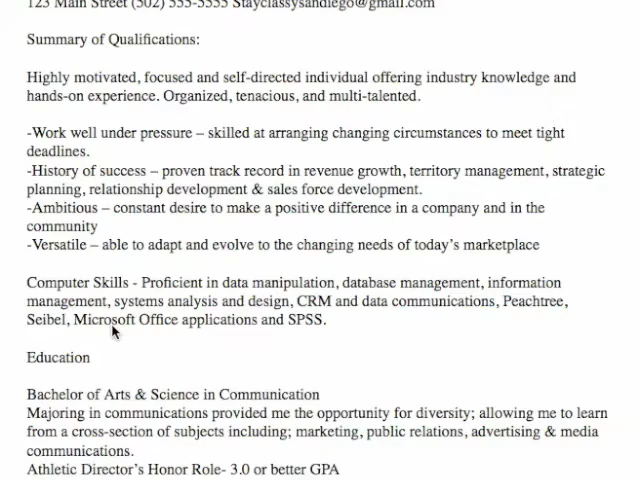 123 Main Street (502) 555-5555 Stayclassysandiego@gmail.com
Summary of Qualifications:
Highly motivated, focused and self-directed individual offering industry knowledge and
hands-on experience. Organized, tenacious, and multi-talented.
-Work well under pressure – skilled at arranging changing circumstances to meet tight
deadlines.
-History of success – proven track record in revenue growth, territory management, strategic
planning, relationship development & sales force development.
-Ambitious – constant desire to make a positive difference in a company and in the
community
-Versatile – able to adapt and evolve to the changing needs of today’s marketplace
Computer Skills - Proficient in data manipulation, database management, information
management, systems analysis and design, CRM and data communications, Peachtree,
Seibel, Microsoft Office applications and SPSS.
Education
Bachelor of Arts & Science in Communication
Majoring in communications provided me the opportunity for diversity; allowing me to learn
from a cross-section of subjects including; marketing, public relations, advertising & media
communications.
Athletic Director’s Honor Role- 3.0 or better GPA